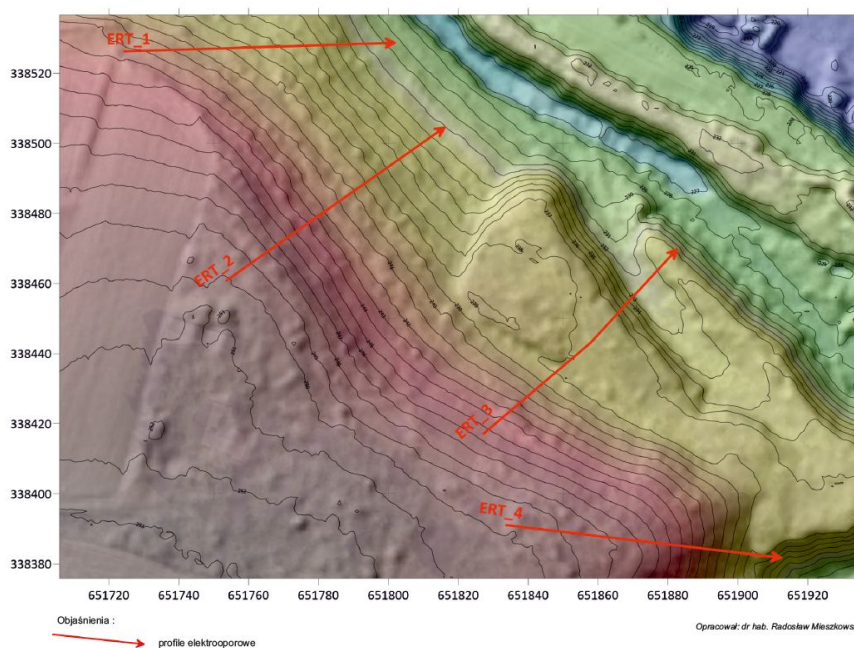 ERT_1
338520
338500
338480
ERT_2
338460
338440
338420
ERT_3
338400
ERT_4
338380
651720 651740 651760 651780 651800 651820 651840 651860 651880 651900 651920
Objaśnienia :
profile elektrooporowe
Opracował: dr hab. Radosław Mieszkows